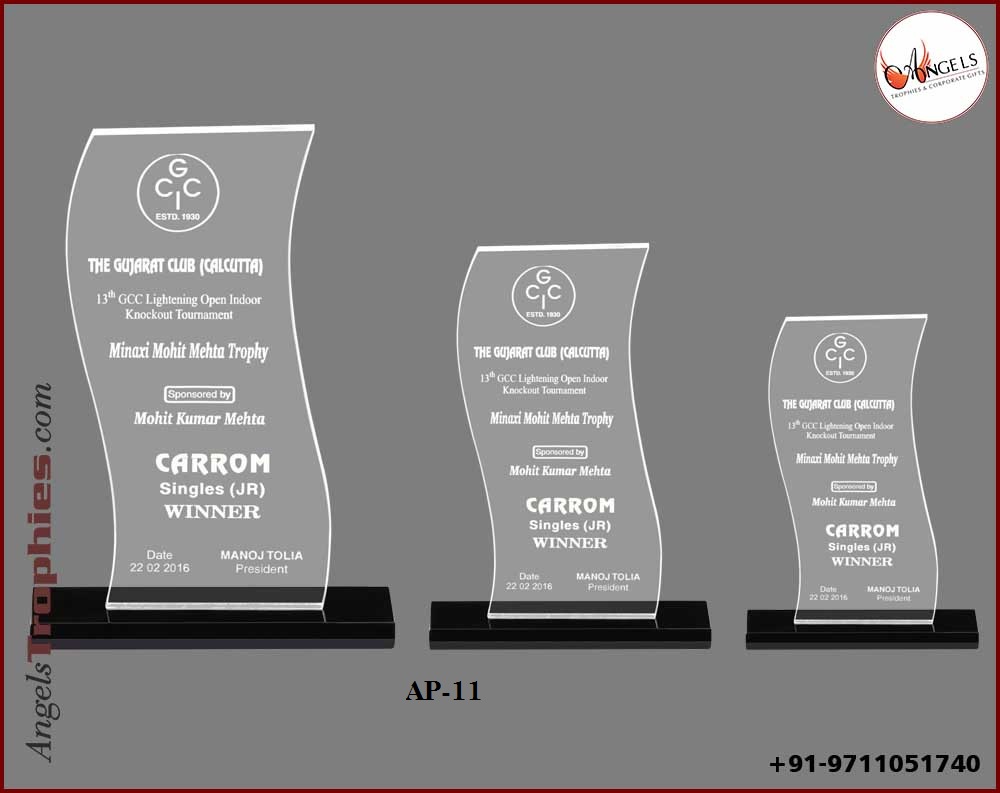 ANGELS
TROPHIES & CORPORATE GIFTS
G
C C
I
ESTD. 1930
THE GUJARAT CLUB (CALCUTTA)
13th GCC Lightening Open Indoor
Knockout Tournament
Minaxi Mohit Mehta Trophy
Sponsored by
Mohit Kumar Mehta
CARROM
Singles (JR)
WINNER
Date MANOJ TOLIA
22 02 2016 President
G
C C
I
ESTD. 1930
THE GUJARAT CLUB (CALCUTTA)
13th GCC Lightening Open Indoor
Knockout Tournament
Minaxi Mohit Mehta Trophy
Sponsored by
Mohit Kumar Mehta
CARROM
Singles (JR)
WINNER
Date MANOJ TOLIA
22 02 2016 President
G
C C
I
ESTD. 1930
THE GUJARAT CLUB (CALCUTTA)
13th GCC Lightening Open Indoor
Knockout Tournament
Minaxi Mohit Mehta Trophy
Sponsored by
Mohit Kumar Mehta
CARROM
Singles (JR)
WINNER
Date MANOJ TOLIA
22 02 2016 President
AngelsTrophies.com
AP-11
+91-9711051740